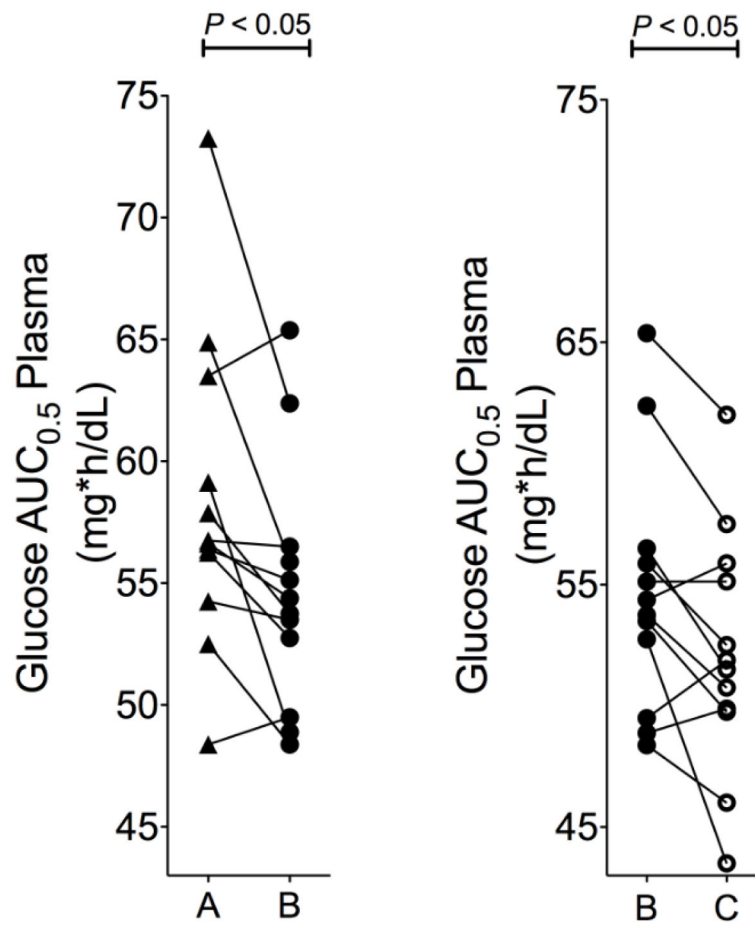 P < 0.05
Glucose AUC0.5 Plasma
(mg*h/dL)
75
70
65
60
55
50
45
A B
P < 0.05
Glucose AUC0.5 Plasma
(mg*h/dL)
75
65
55
45
B C